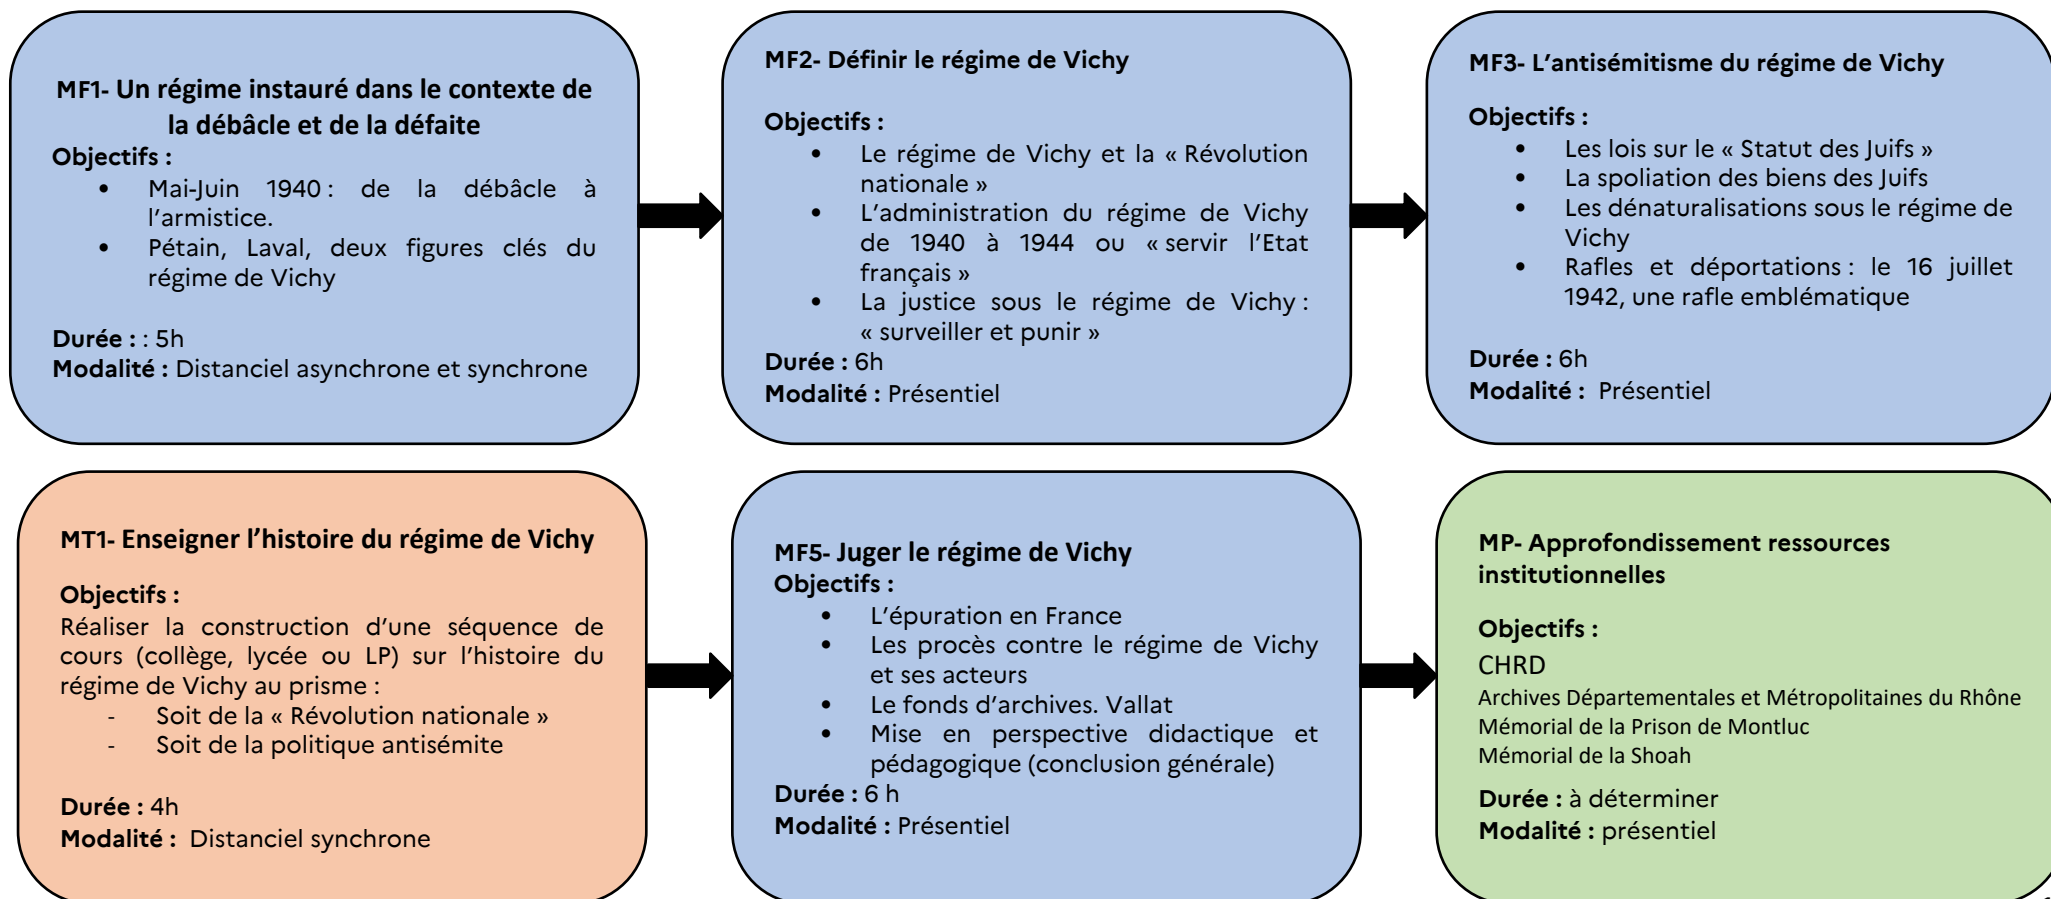 MF1- Un régime instauré dans le contexte de
la débâcle et de la défaite
Objectifs :
• Mai-Juin 1940 : de la débâcle à
l’armistice.
• Pétain, Laval, deux figures clés du
régime de Vichy
Durée : : 5h
Modalité : Distanciel asynchrone et synchrone
MF2- Définir le régime de Vichy
Objectifs :
• Le régime de Vichy et la « Révolution
nationale »
• L’administration du régime de Vichy
de 1940 à 1944 ou « servir l’Etat
français »
• La justice sous le régime de Vichy :
« surveiller et punir »
Durée : 6h
Modalité : Présentiel
MF3- L’antisémitisme du régime de Vichy
Objectifs :
• Les lois sur le « Statut des Juifs »
• La spoliation des biens des Juifs
• Les dénaturalisations sous le régime de
Vichy
• Rafles et déportations : le 16 juillet
1942, une rafle emblématique
Durée : 6h
Modalité : Présentiel
MT1- Enseigner l’histoire du régime de Vichy
Objectifs :
Réaliser la construction d’une séquence de
cours (collège, lycée ou LP) sur l’histoire du
régime de Vichy au prisme :
- Soit de la « Révolution nationale »
- Soit de la politique antisémite
Durée : 4h
Modalité : Distanciel synchrone
MF5- Juger le régime de Vichy
Objectifs :
• L’épuration en France
• Les procès contre le régime de Vichy
et ses acteurs
• Le fonds d’archives. Vallat
• Mise en perspective didactique et
pédagogique (conclusion générale)
Durée : 6 h
Modalité : Présentiel
MP- Approfondissement ressources
institutionnelles
Objectifs :
CHRD
Archives Départementales et Métropolitaines du Rhône
Mémorial de la Prison de Montluc
Mémorial de la Shoah
Durée : à déterminer
Modalité : présentiel